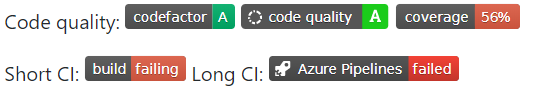 Code quality: codefactor A code quality A coverage 56%
Short CI: build failing Long CI: Azure Pipelines failed